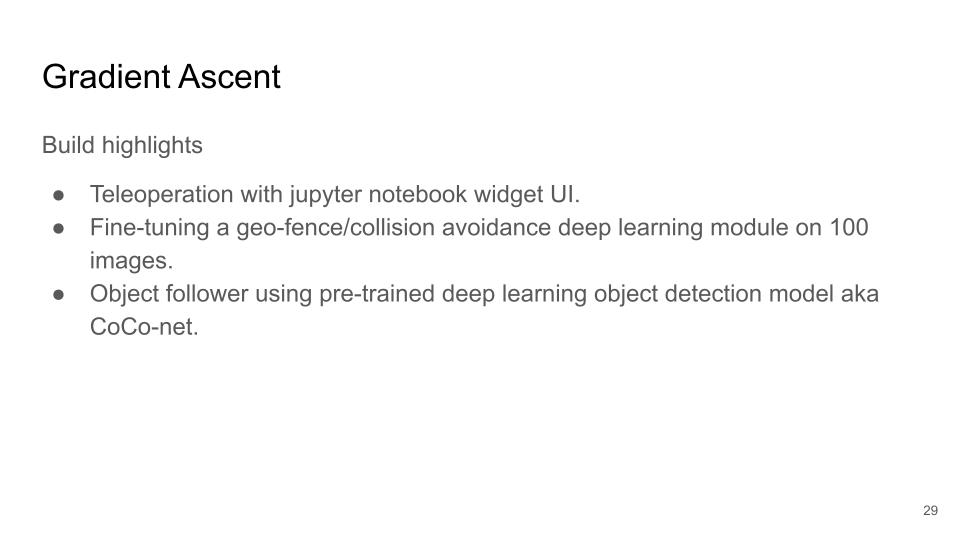 Gradient Ascent
Build highlights
● Teleoperation with jupyter notebook widget UI.
● Fine-tuning a geo-fence/collision avoidance deep learning module on 100
images.
● Object follower using pre-trained deep learning object detection model aka
CoCo-net.
29